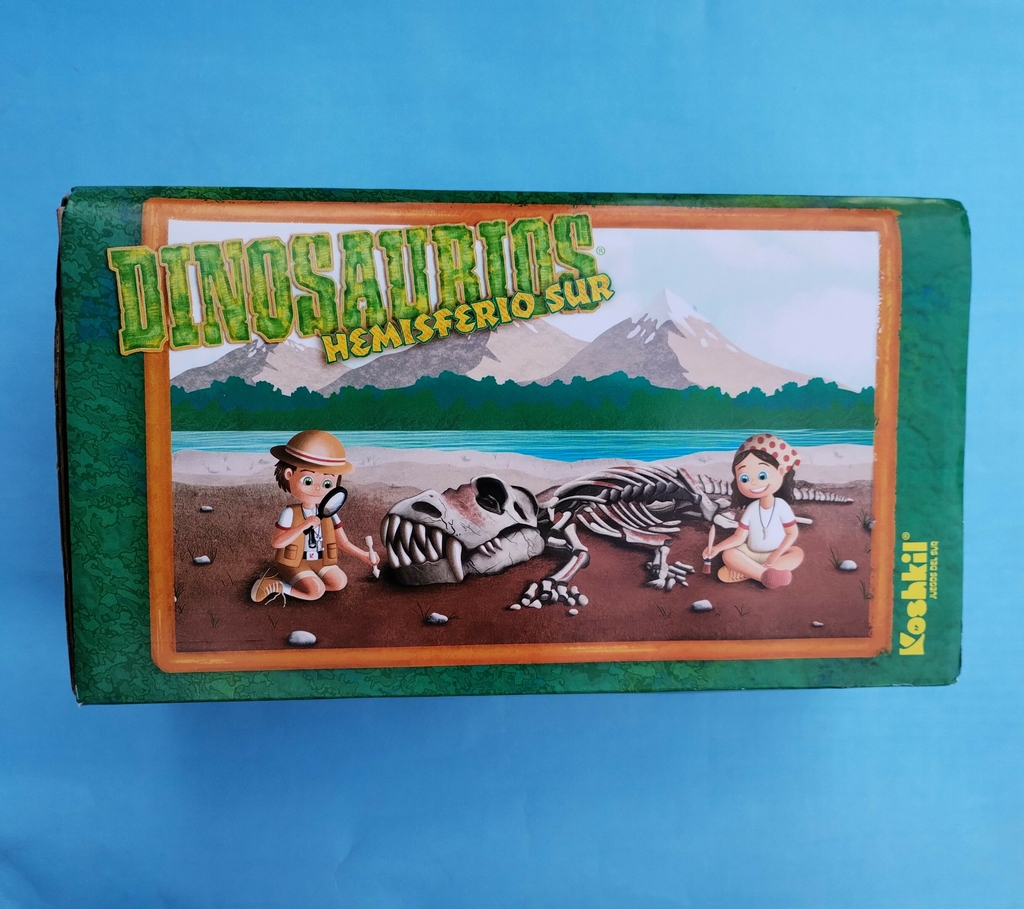 DINOSAURIOS®
HEMISFERIO SUR
Koshkil®
JUEGOS DEL SUR